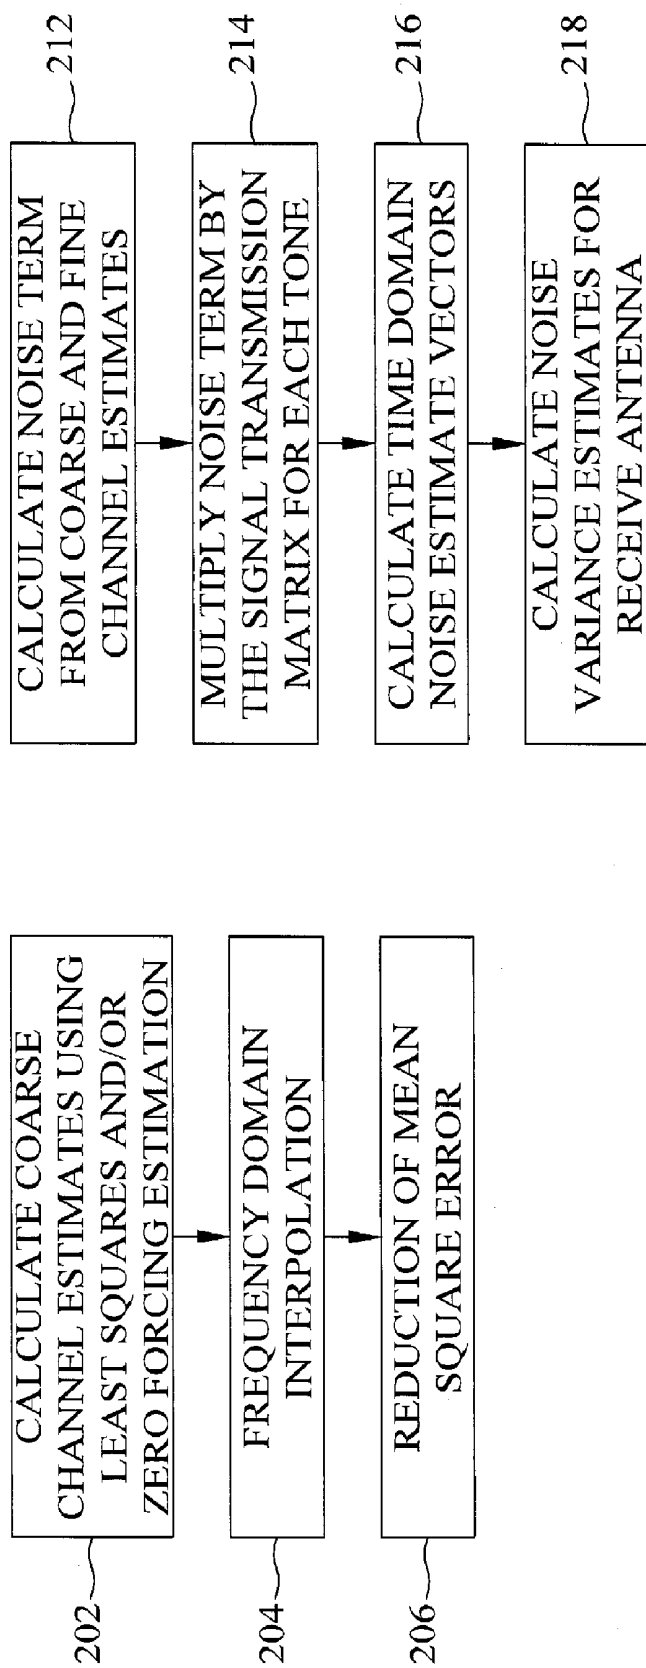 CALCULATE COARSE
CHANNEL ESTIMATES USING
LEAST SQUARES AND/OR
ZERO FORCING ESTIMATION
202
FREQUENCY DOMAIN
INTERPOLATION
204
REDUCTION OF MEAN
SQUARE ERROR
206
CALCULATE NOISE TERM
FROM COARSE AND FINE
CHANNEL ESTIMATES
212
MULTIPLY NOISE TERM BY
THE SIGNAL TRANSMISSION
MATRIX FOR EACH TONE
214
CALCULATE TIME DOMAIN
NOISE ESTIMATE VECTORS
216
CALCULATE NOISE
VARIANCE ESTIMATES FOR
RECEIVE ANTENNA
218